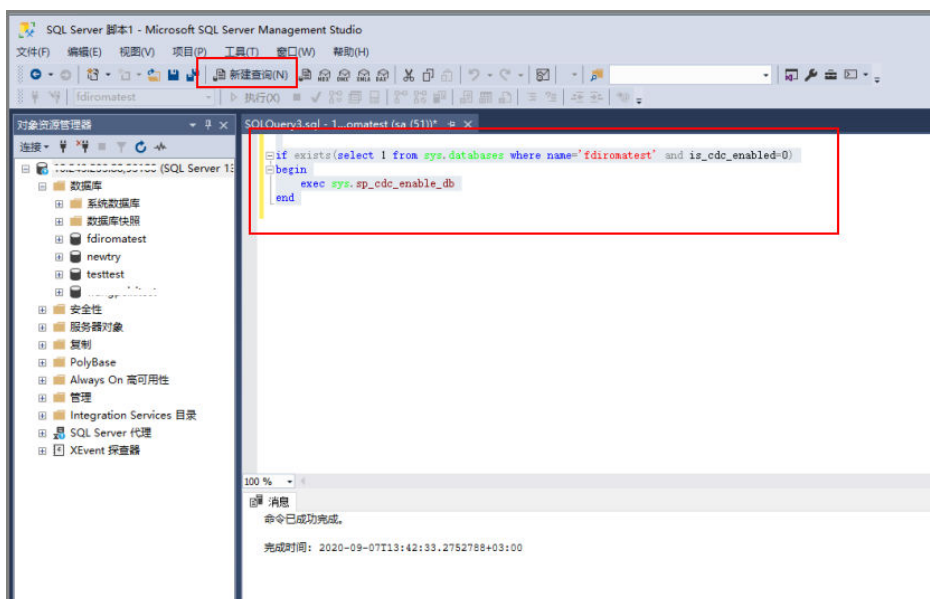 SQL Server 脚本1 - Microsoft SQL Server Management Studio
文件(F) 编辑(E) 视图(V) 项目(P) 工具(T) 窗口(W) 帮助(H)
新建查询(N)
fdiromatest 执行(X)
对象资源管理器
SQLQuery3.sql - 1...omatest (sa (51))*
连接
(SQL Server 13
数据库
系统数据库
数据库快照
fdiromatest
newtry
testtest
安全性
服务器对象
复制
PolyBase
Always On 高可用性
管理
Integration Services 目录
SQL Server 代理
XEvent 探查器
if exists(select 1 from sys.databases where name='fdiromatest' and is_cdc_enabled=0)
begin
exec sys.sp_cdc_enable_db
end
100 %
消息
命令已成功完成。
完成时间: 2020-09-07T13:42:33.2752788+03:00